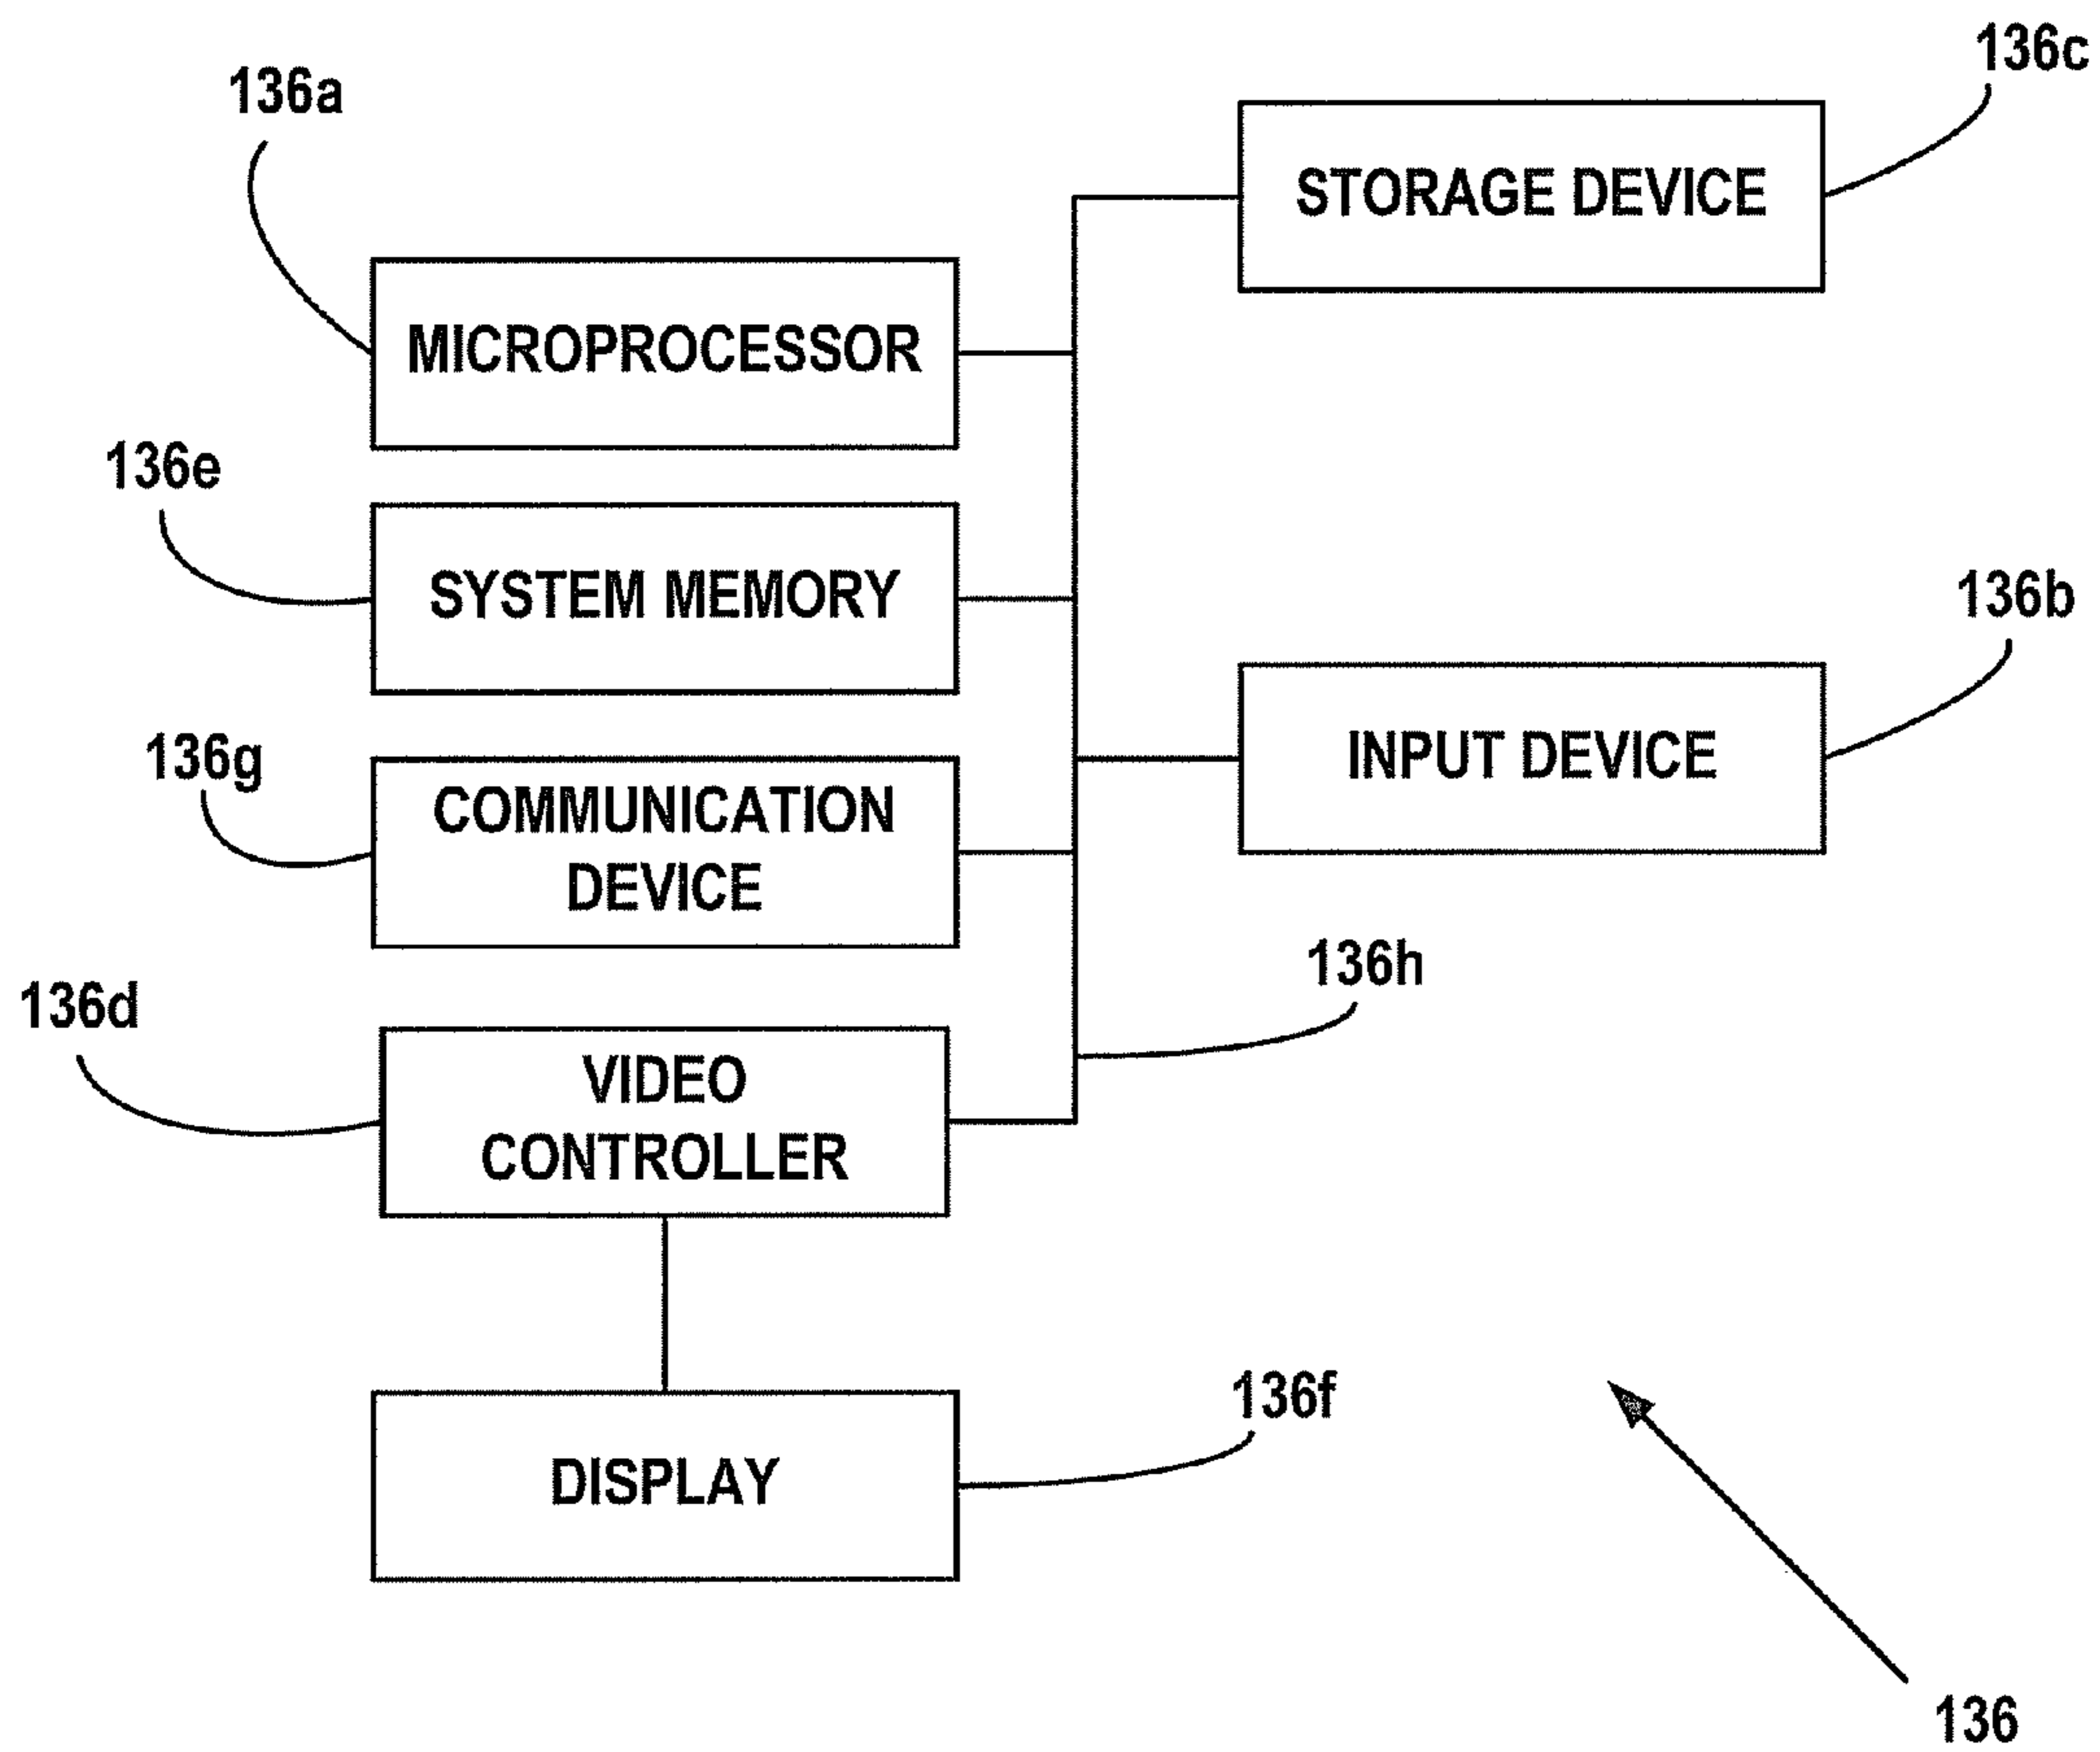 136c
136a
STORAGE DEVICE
MICROPROCESSOR
136e
SYSTEM MEMORY
136b
136g
INPUT DEVICE
COMMUNICATION
DEVICE
136h
136d
VIDEO
CONTROLLER
136f
DISPLAY
136